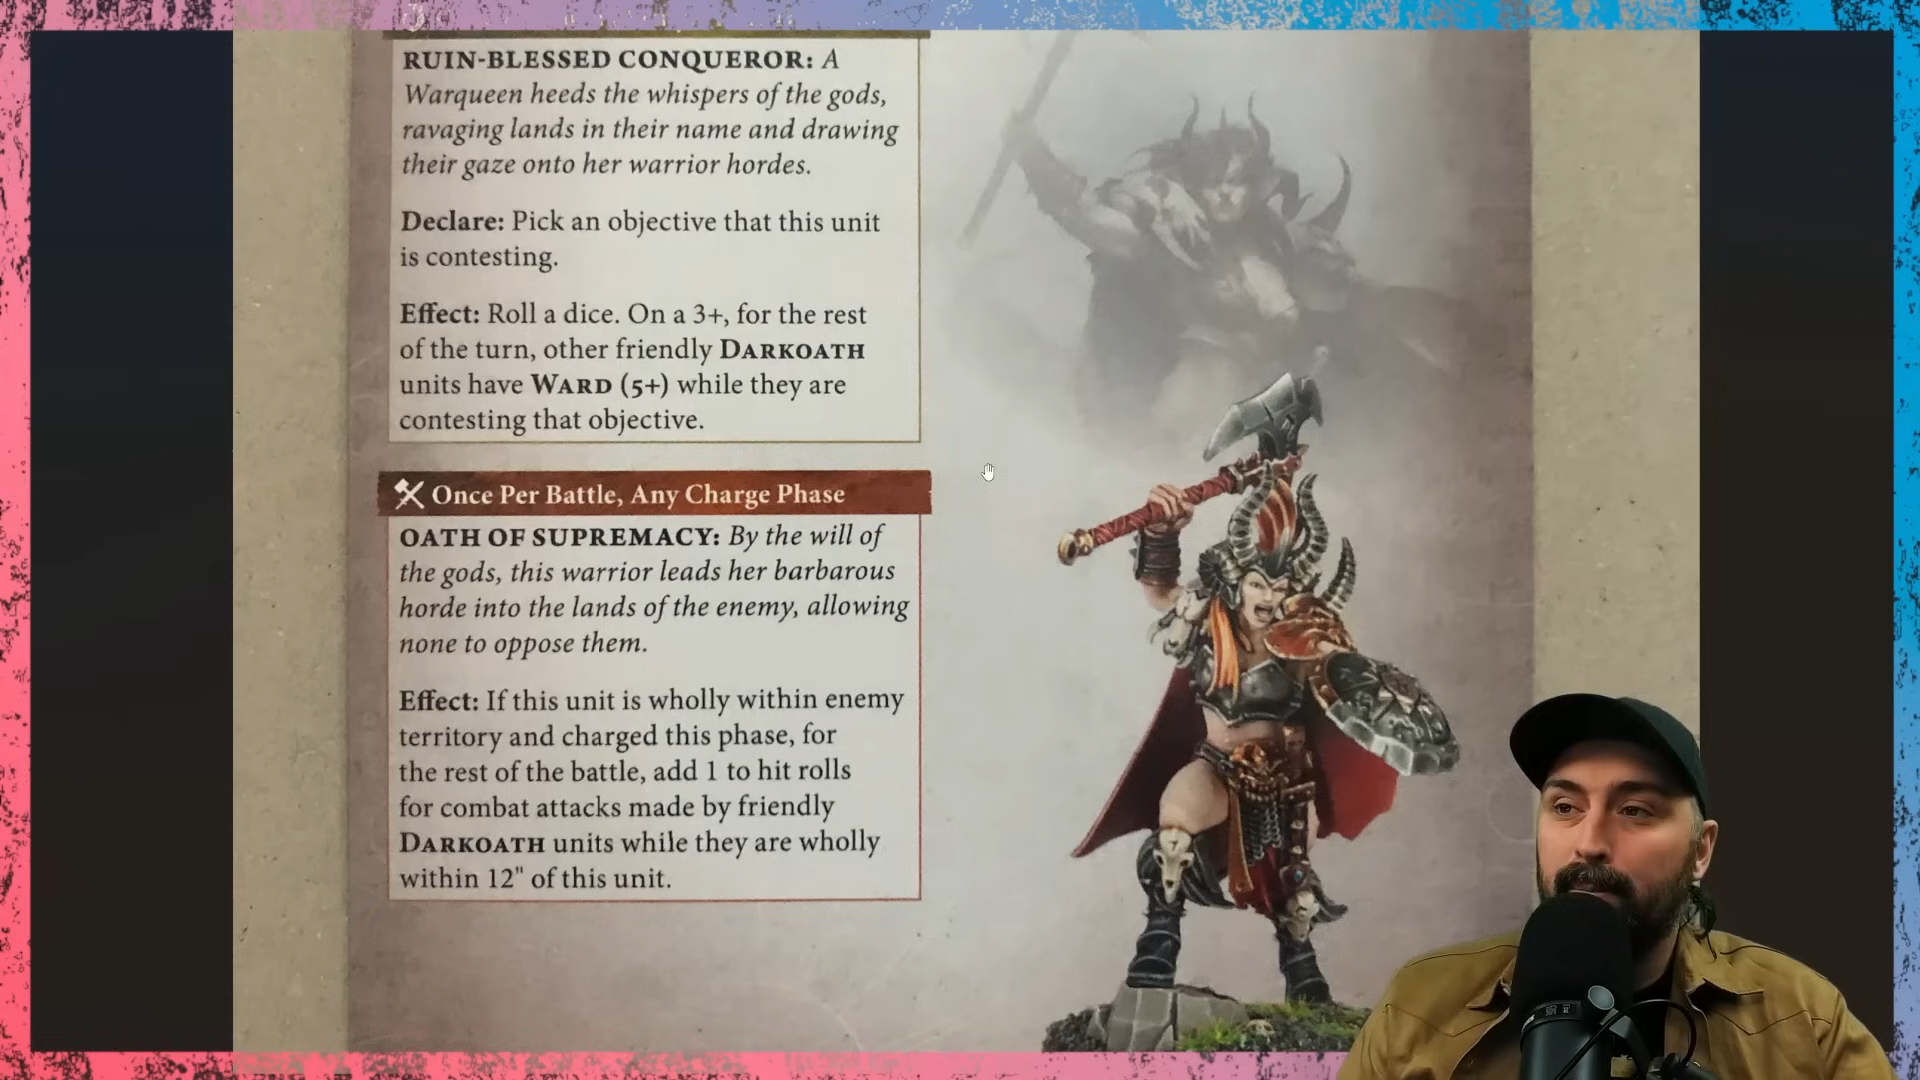 RUIN-BLESSED CONQUEROR: A
Warqueen heeds the whispers of the gods,
ravaging lands in their name and drawing
their gaze onto her warrior hordes.
Declare: Pick an objective that this unit
is contesting.
Effect: Roll a dice. On a 3+, for the rest
of the turn, other friendly DARKOATH
units have WARD (5+) while they are
contesting that objective.
Once Per Battle, Any Charge Phase
OATH OF SUPREMACY: By the will of
the gods, this warrior leads her barbarous
horde into the lands of the enemy, allowing
none to oppose them.
Effect: If this unit is wholly within enemy
territory and charged this phase, for
the rest of the battle, add 1 to hit rolls
for combat attacks made by friendly
DARKOATH units while they are wholly
within 12" of this unit.